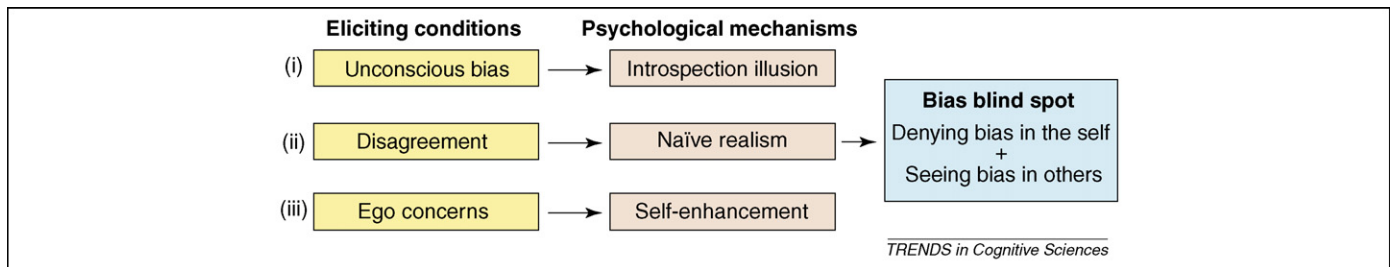 Eliciting conditions
Psychological mechanisms
(i)
Unconscious bias
Introspection illusion
(ii)
Disagreement
Naïve realism
(iii)
Ego concerns
Self-enhancement
Bias blind spot
Denying bias in the self
+
Seeing bias in others
TRENDS in Cognitive Sciences